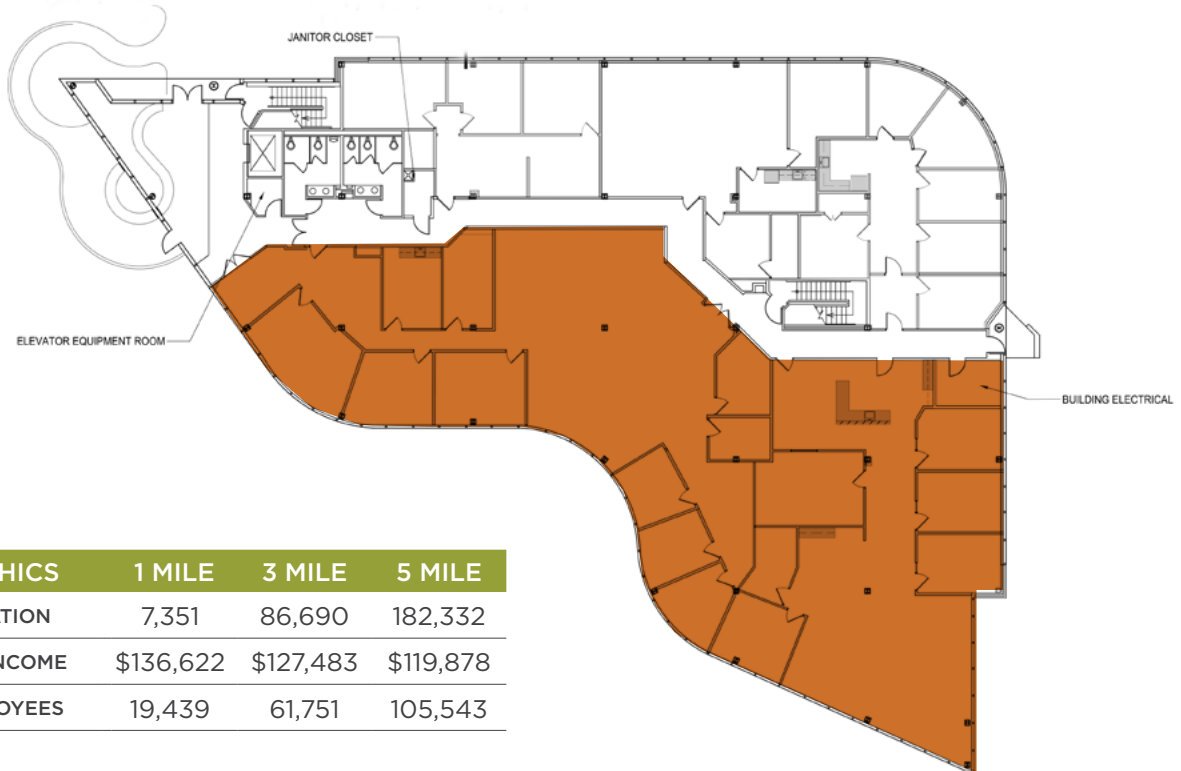 JANITOR CLOSET
ELEVATOR EQUIPMENT ROOM
BUILDING ELECTRICAL
HICS 1 MILE 3 MILE 5 MILE
ATION 7,351 86,690 182,332
NCOME $136,622 $127,483 $119,878
OYEES 19,439 61,751 105,543